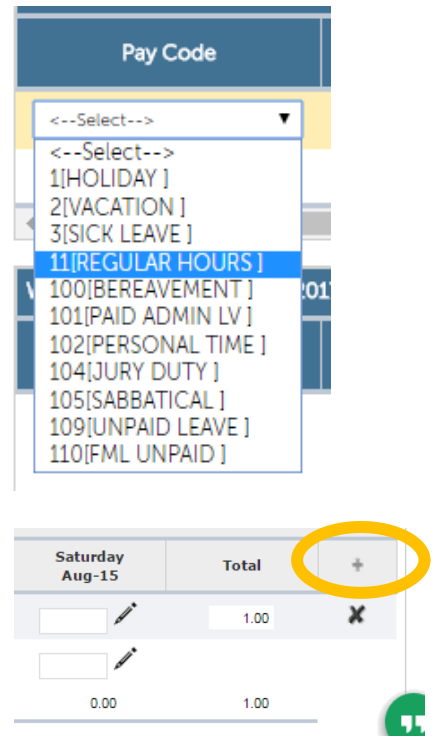 Pay Code
<--Select-->
<--Select-->
1[HOLIDAY ]
2[VACATION ]
3[SICK LEAVE ]
11[REGULAR HOURS ]
100[BEREAVEMENT ]
101[PAID ADMIN LV ]
102[PERSONAL TIME ]
104[JURY DUTY ]
105[SABBATICAL ]
109[UNPAID LEAVE ]
110[FML UNPAID ]
Saturday Total +
Aug-15
1.00
0.00 1.00